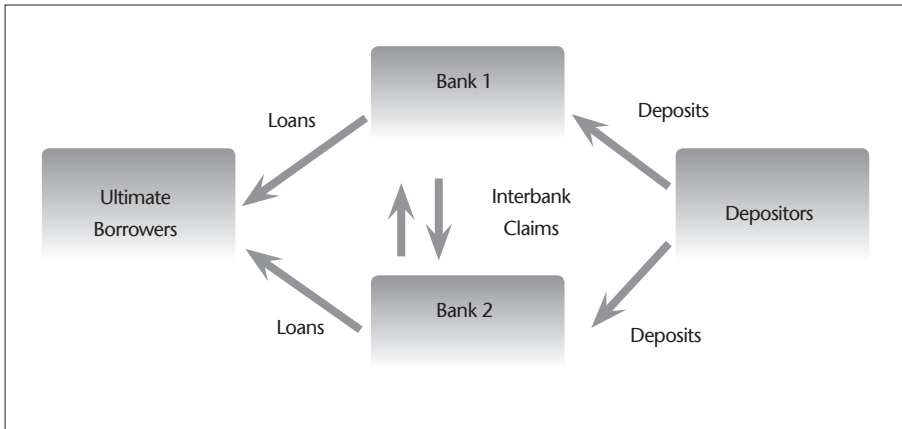 Bank 1
Loans
Deposits
Ultimate
Borrowers
Interbank
Claims
Depositors
Bank 2
Loans
Deposits